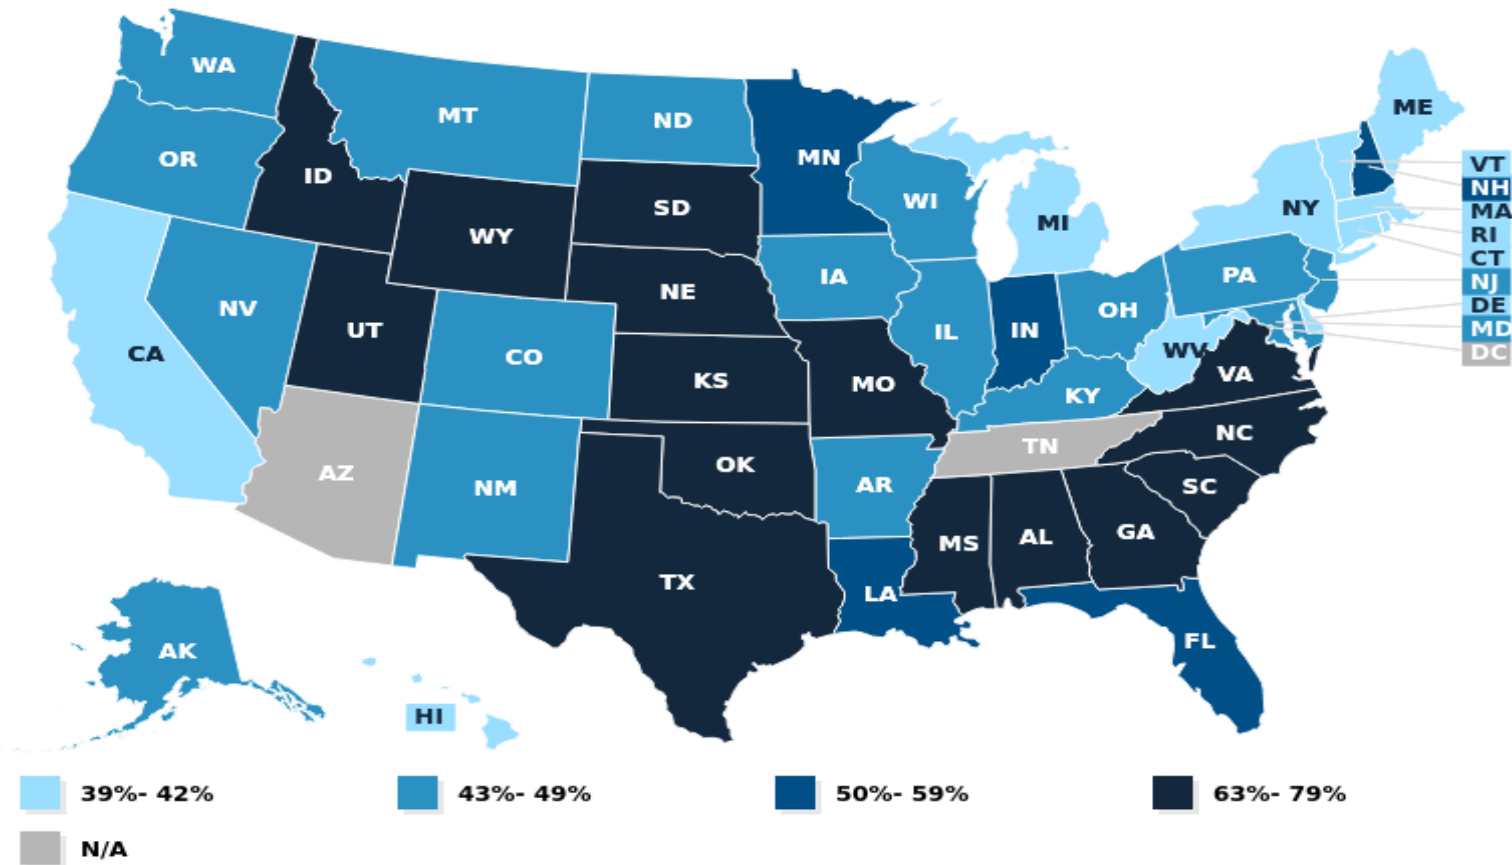 WA
ME
MT
ND
MN
OR
VT
ID
NH
WI
SD
NY
MA
MI
WY
RI
CT
IA
PA
NJ
NE
DE
NV
OH
UT
IL
IN
MD
WV
DC
CA
CO
VA
KS
MO
KY
NC
TN
OK
AZ
NM
AR
SC
GA
AL
MS
TX
LA
FL
AK
HI
39%- 42% 43%- 49% 50%- 59% 63%- 79%
N/A